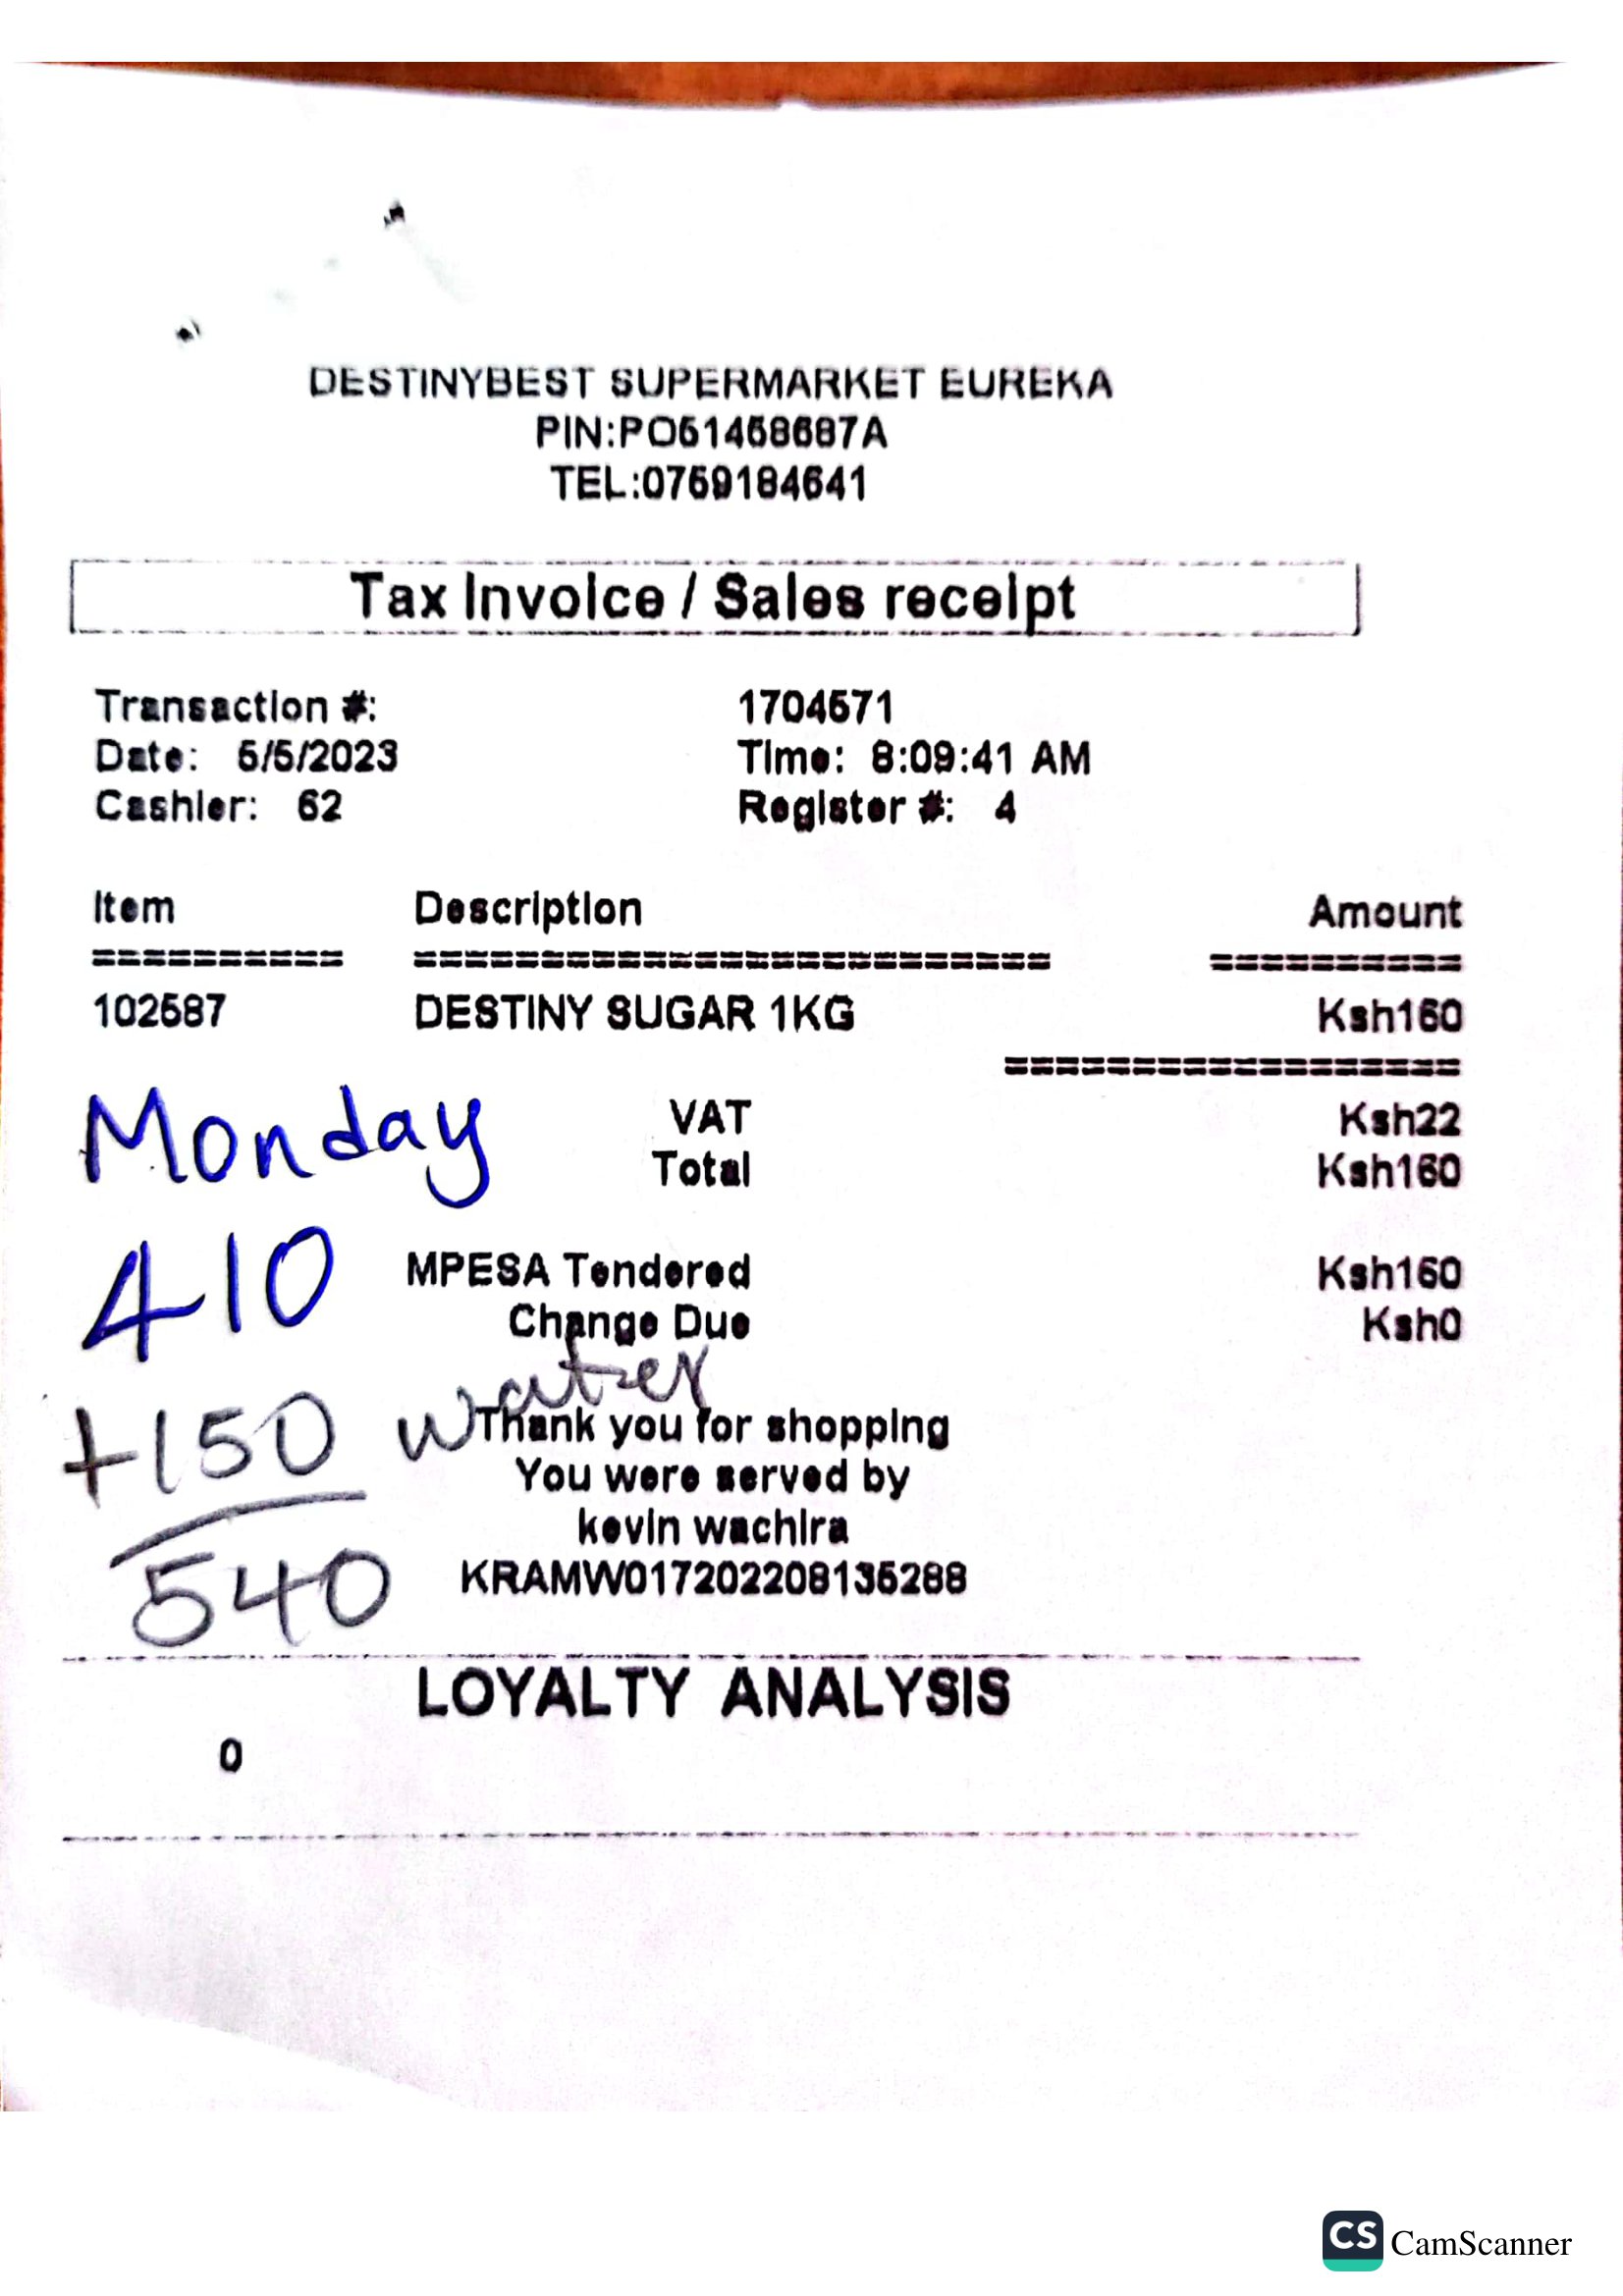 DESTINYBEST SUPERMARKET EUREKA
PIN:PO51458687A
TEL:0759184641
Tax Invoice / Sales receipt
Transaction #: 1704571
Date: 5/5/2023 Time: 8:09:41 AM
Cashier: 62 Register #: 4
Item Description Amount
========== ========================= ==========
102587 DESTINY SUGAR 1KG Ksh160
==================
Monday VAT Ksh22
Total Ksh160
410 MPESA Tendered Ksh160
Change Due Ksh0
+150 water
Thank you for shopping
You were served by
kevin wachira
540 KRAMW017202208135288
LOYALTY ANALYSIS
0
CS CamScanner